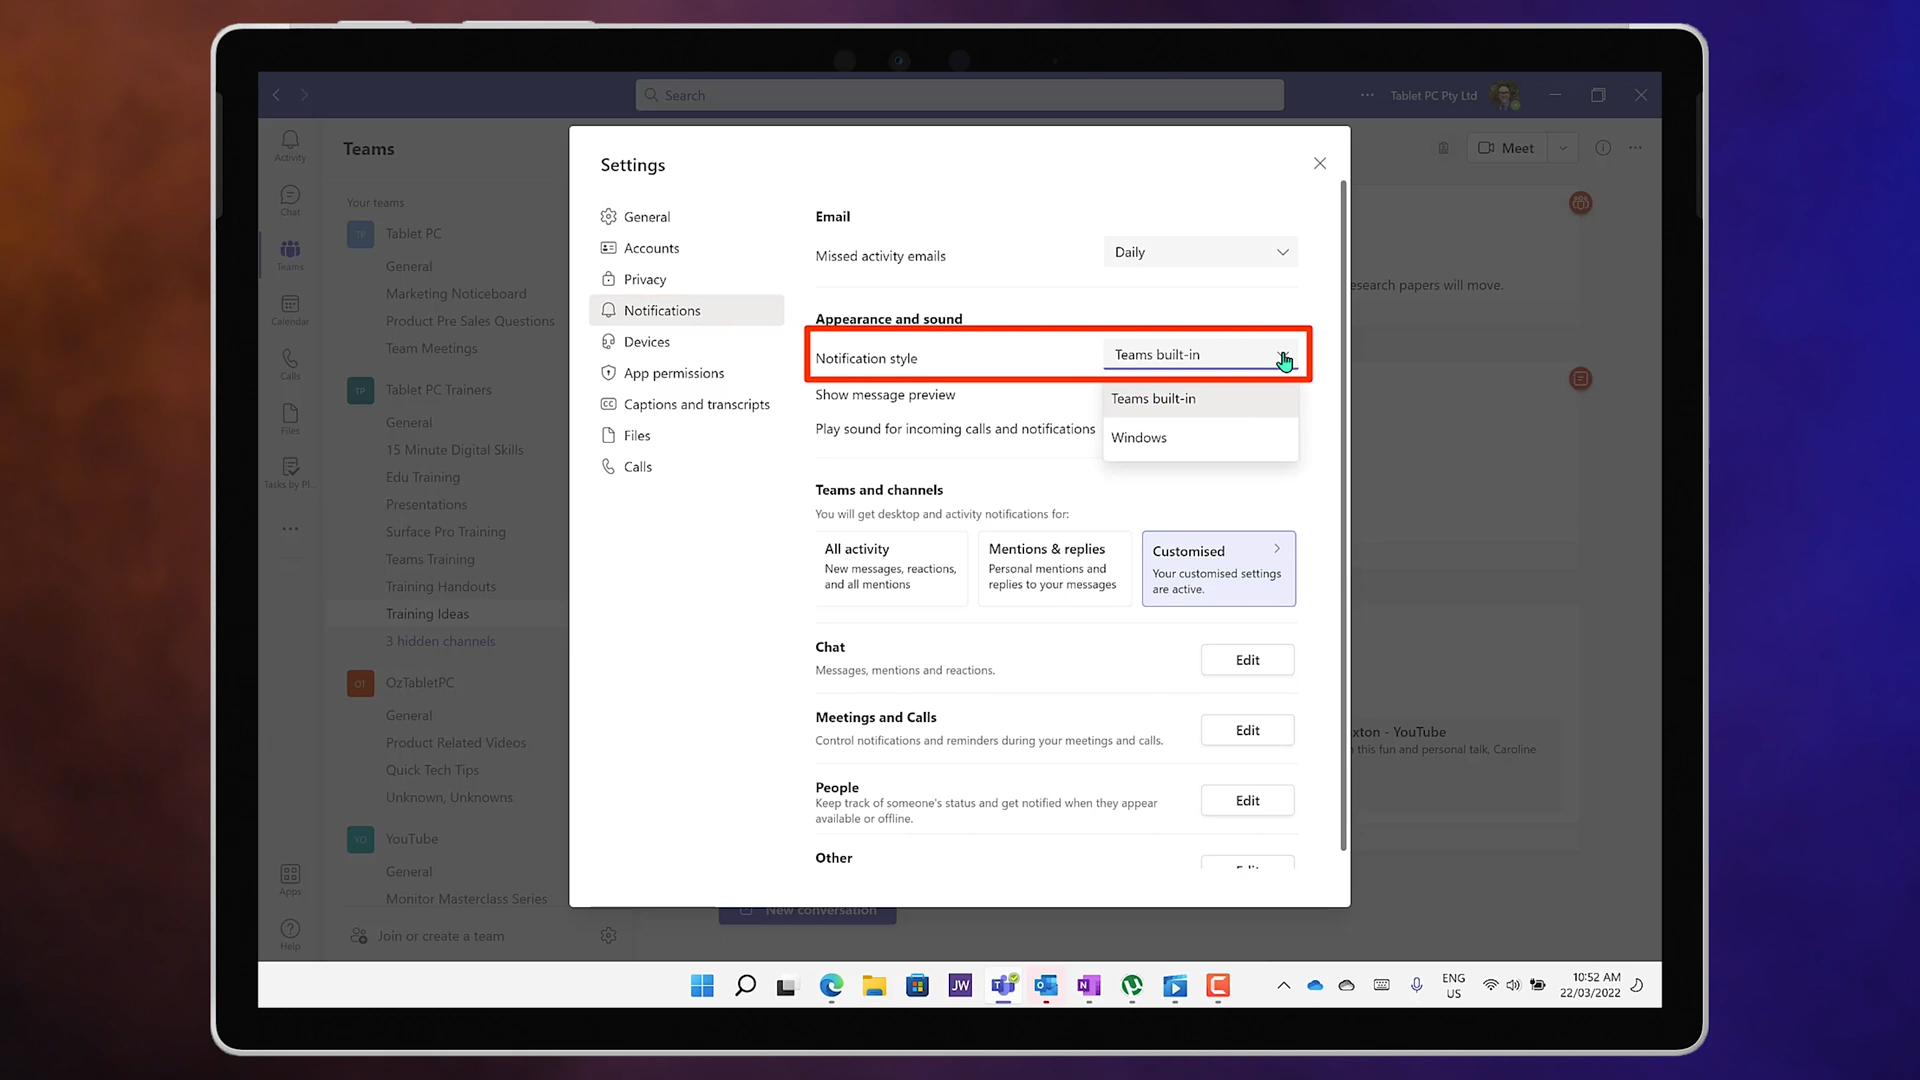 Search
Tablet PC Pty Ltd
Activity
Chat
Teams
Calendar
Calls
Files
Tasks by Pl...
Apps
Help
Teams
Your teams
TP Tablet PC
General
Marketing Noticeboard
Product Pre Sales Questions
Team Meetings
TP Tablet PC Trainers
General
15 Minute Digital Skills
Edu Training
Presentations
Surface Pro Training
Teams Training
Training Handouts
Training Ideas
3 hidden channels
OT OzTabletPC
General
Product Related Videos
Quick Tech Tips
Unknown, Unknowns
YO YouTube
General
Monitor Masterclass Series
Join or create a team
Settings
General
Accounts
Privacy
Notifications
Devices
App permissions
CC Captions and transcripts
Files
Calls
Email
Missed activity emails
Daily
Appearance and sound
Notification style
Teams built-in
Show message preview
Teams built-in
Play sound for incoming calls and notifications
Windows
Teams and channels
You will get desktop and activity notifications for:
All activity
New messages, reactions,
and all mentions
Mentions & replies
Personal mentions and
replies to your messages
Customised
Your customised settings
are active.
Chat
Messages, mentions and reactions.
Edit
Meetings and Calls
Control notifications and reminders during your meetings and calls.
Edit
People
Keep track of someone's status and get notified when they appear
available or offline.
Edit
Other
Meet
esearch papers will move.
xton - YouTube
this fun and personal talk, Caroline
New conversation
JW
ENG
US
10:52 AM
22/03/2022